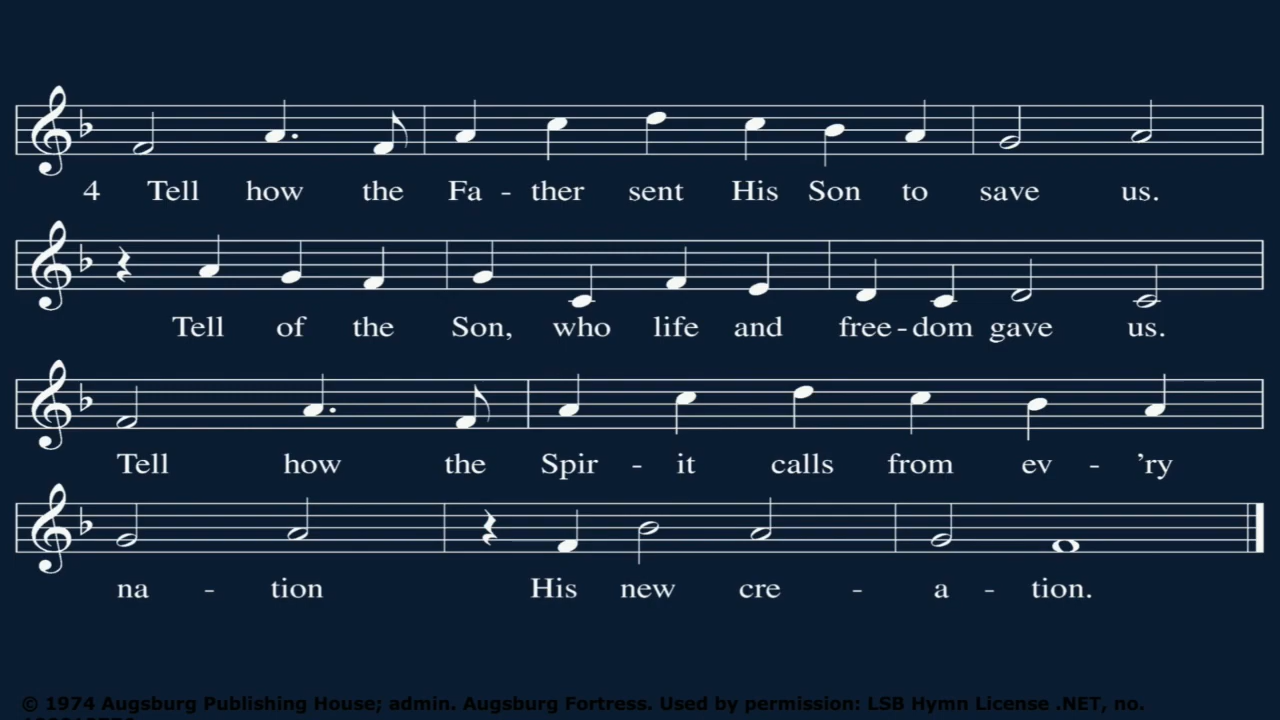 4 Tell how the Fa - ther sent His Son to save us.
Tell of the Son, who life and free - dom gave us.
Tell how the Spir - it calls from ev - ’ry
na - tion His new cre - a - tion.
© 1974 Augsburg Publishing House; admin. Augsburg Fortress. Used by permission: LSB Hymn License .NET, no.